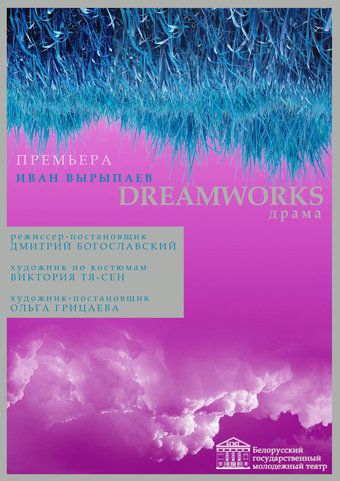 ПРЕМЬЕРА
ИВАН ВЫРЫПАЕВ
DREAMWORKS
драма
режиссер-постановщик
ДМИТРИЙ БОГОСЛАВСКИЙ
художник по костюмам
ВИКТОРИЯ ТЯ-СЕН
художник-постановщик
ОЛЬГА ГРИЦАЕВА
Белорусский
государственный
молодежный театр